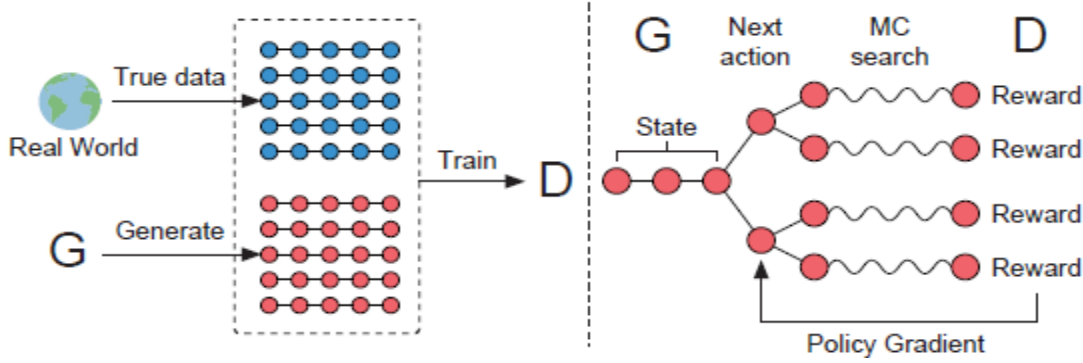 True data
Real World
G
Generate
Train
D
G
Next
action
MC
search
D
State
Reward
Reward
Reward
Reward
Policy Gradient